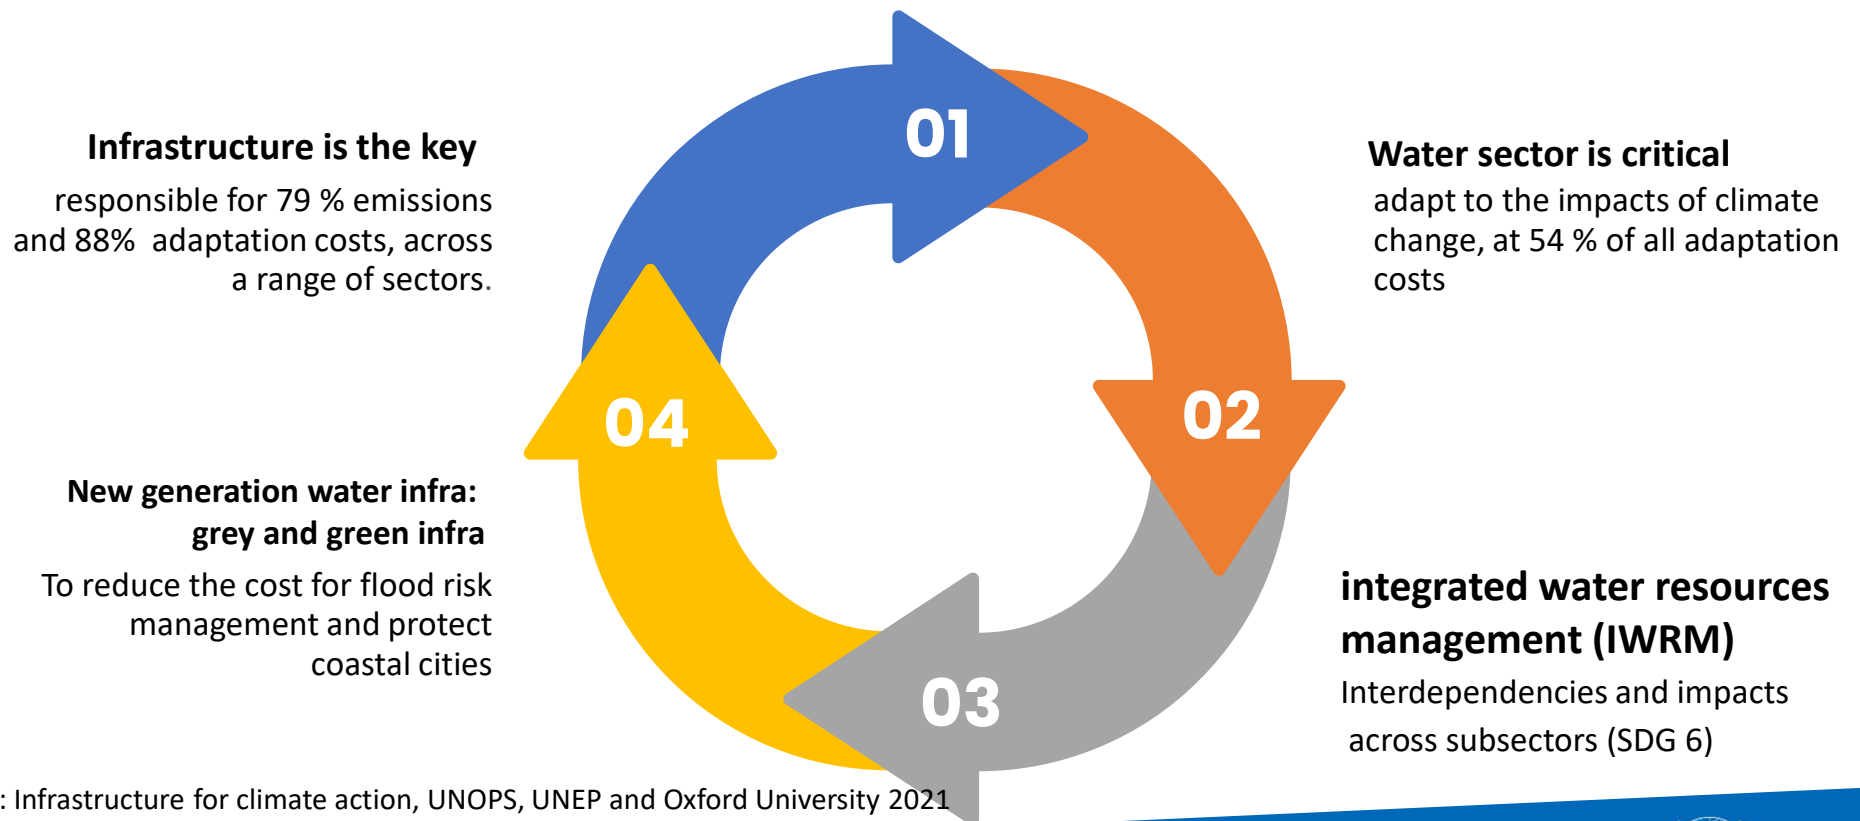 01
Infrastructure is the key
responsible for 79 % emissions
and 88% adaptation costs, across
a range of sectors.
Water sector is critical
adapt to the impacts of climate
change, at 54 % of all adaptation
costs
02
04
New generation water infra:
grey and green infra
To reduce the cost for flood risk
management and protect
coastal cities
integrated water resources
management (IWRM)
Interdependencies and impacts
across subsectors (SDG 6)
03
: Infrastructure for climate action, UNOPS, UNEP and Oxford University 2021